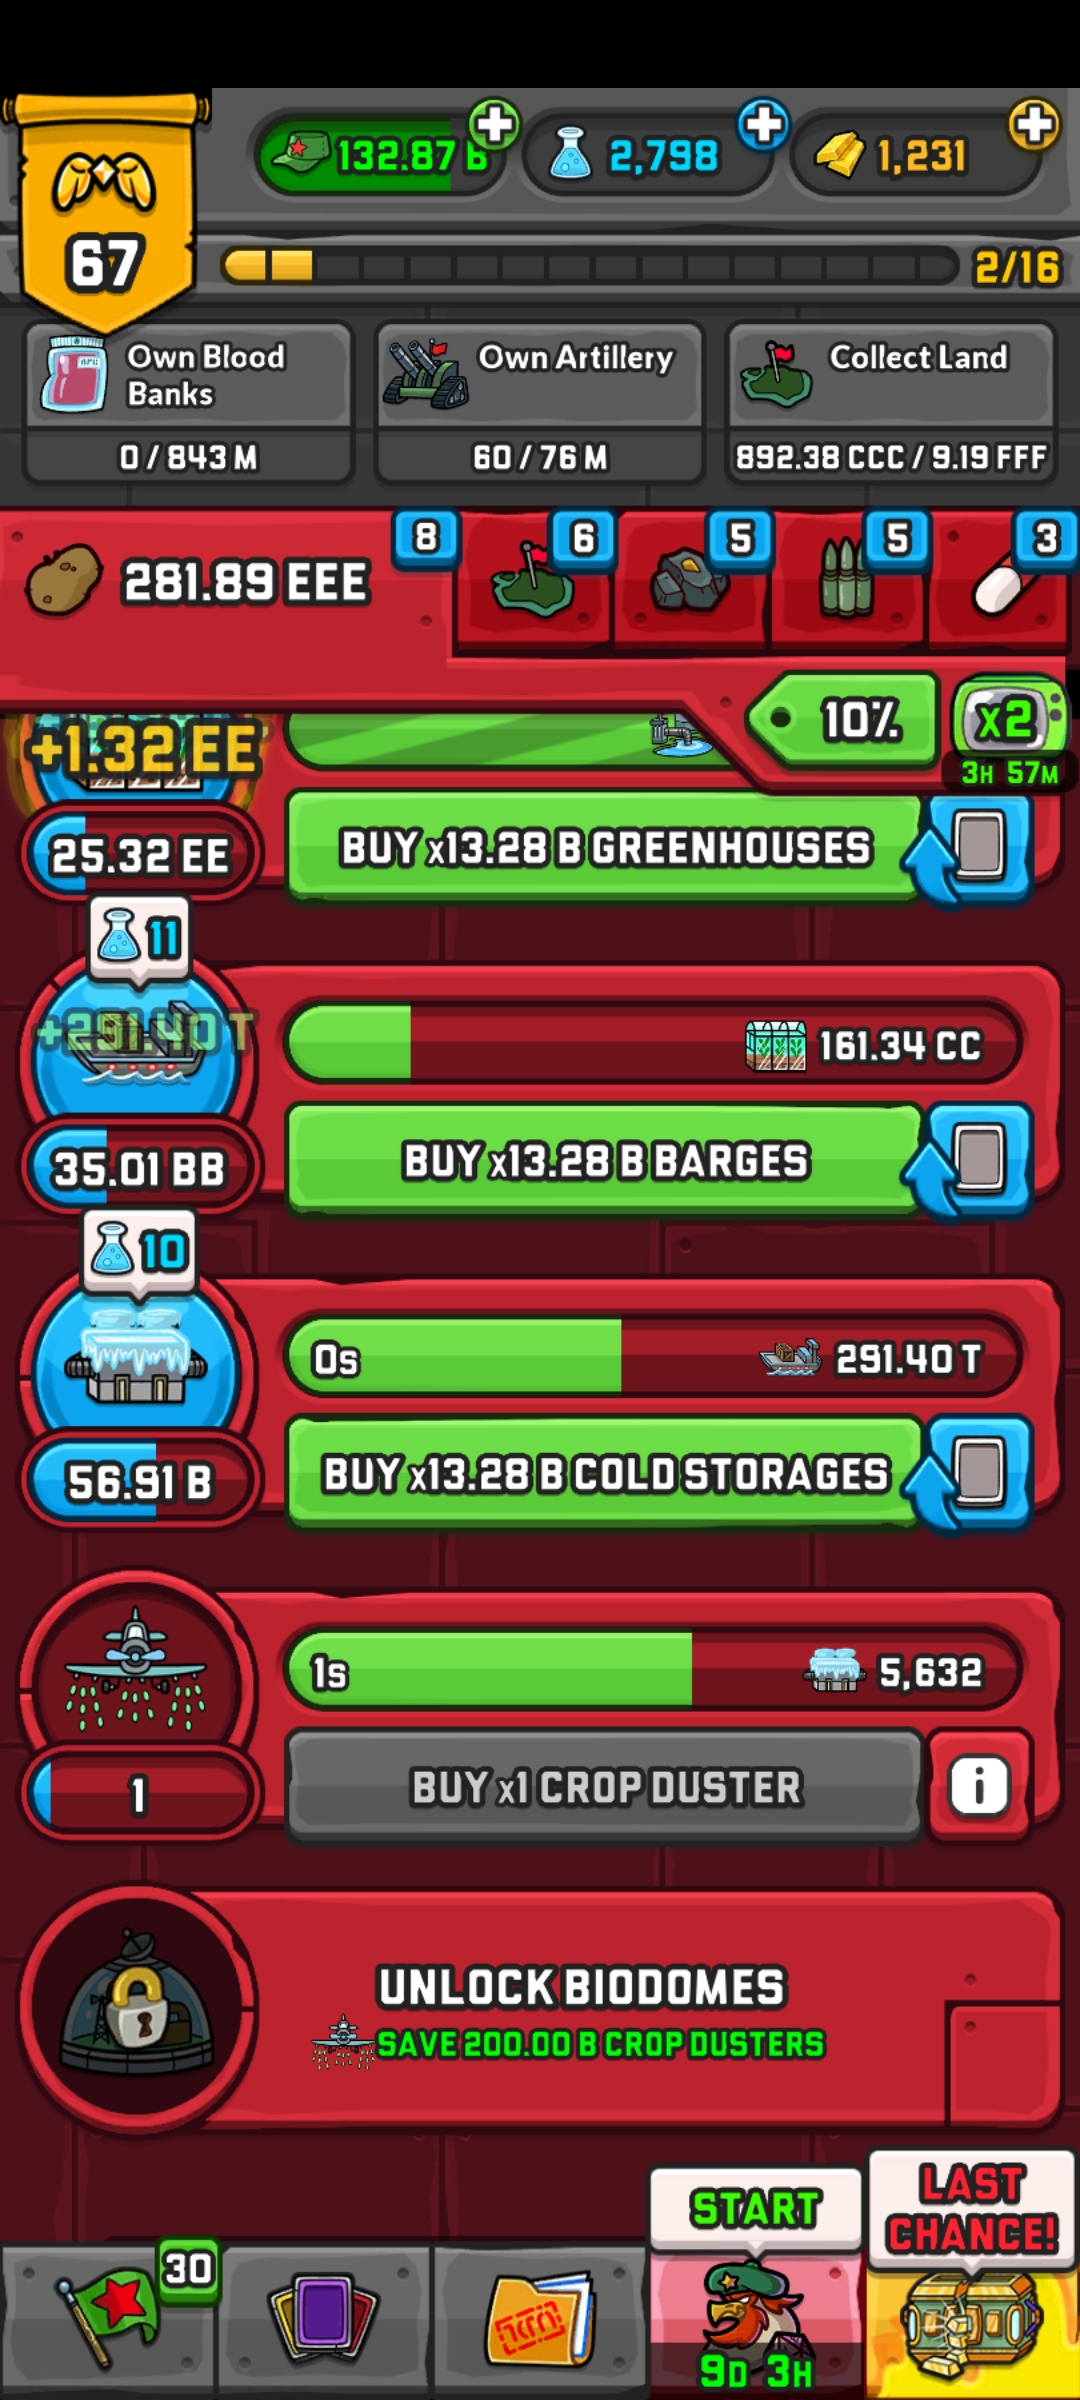 132.87 B
2,798
1,231
67
2/16
Own Blood
Banks
0 / 843 M
Own Artillery
60 / 76 M
Collect Land
892.38 CCC / 9.19 FFF
281.89 EEE
8
6
5
5
3
10%
x2
3H 57M
+1.32 EE
25.32 EE
BUY x13.28 B GREENHOUSES
11
+291.40 T
161.34 CC
35.01 BB
BUY x13.28 B BARGES
10
0s
291.40 T
56.91 B
BUY x13.28 B COLD STORAGES
1s
5,632
1
BUY x1 CROP DUSTER
i
UNLOCK BIODOMES
SAVE 200.00 B CROP DUSTERS
START
LAST
CHANCE!
30
9D 3H